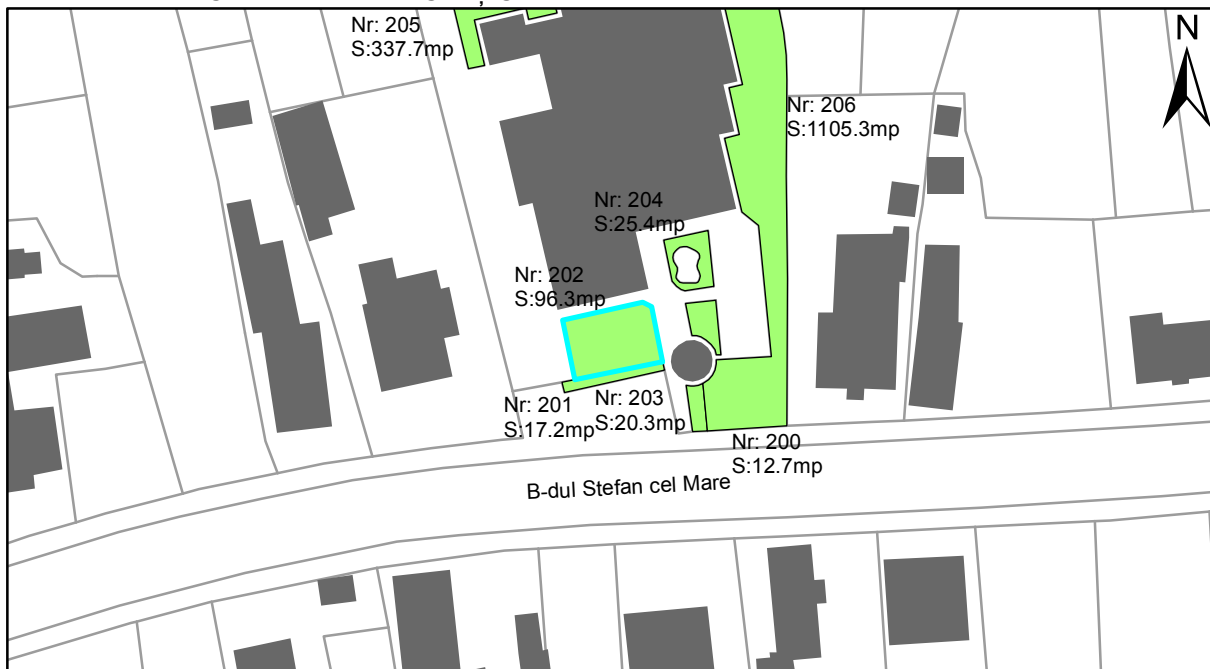 Nr: 205
S:337.7mp
N
Nr: 206
S:1105.3mp
Nr: 204
S:25.4mp
Nr: 202
S:96.3mp
Nr: 201
S:17.2mp
Nr: 203
S:20.3mp
Nr: 200
S:12.7mp
B-dul Stefan cel Mare